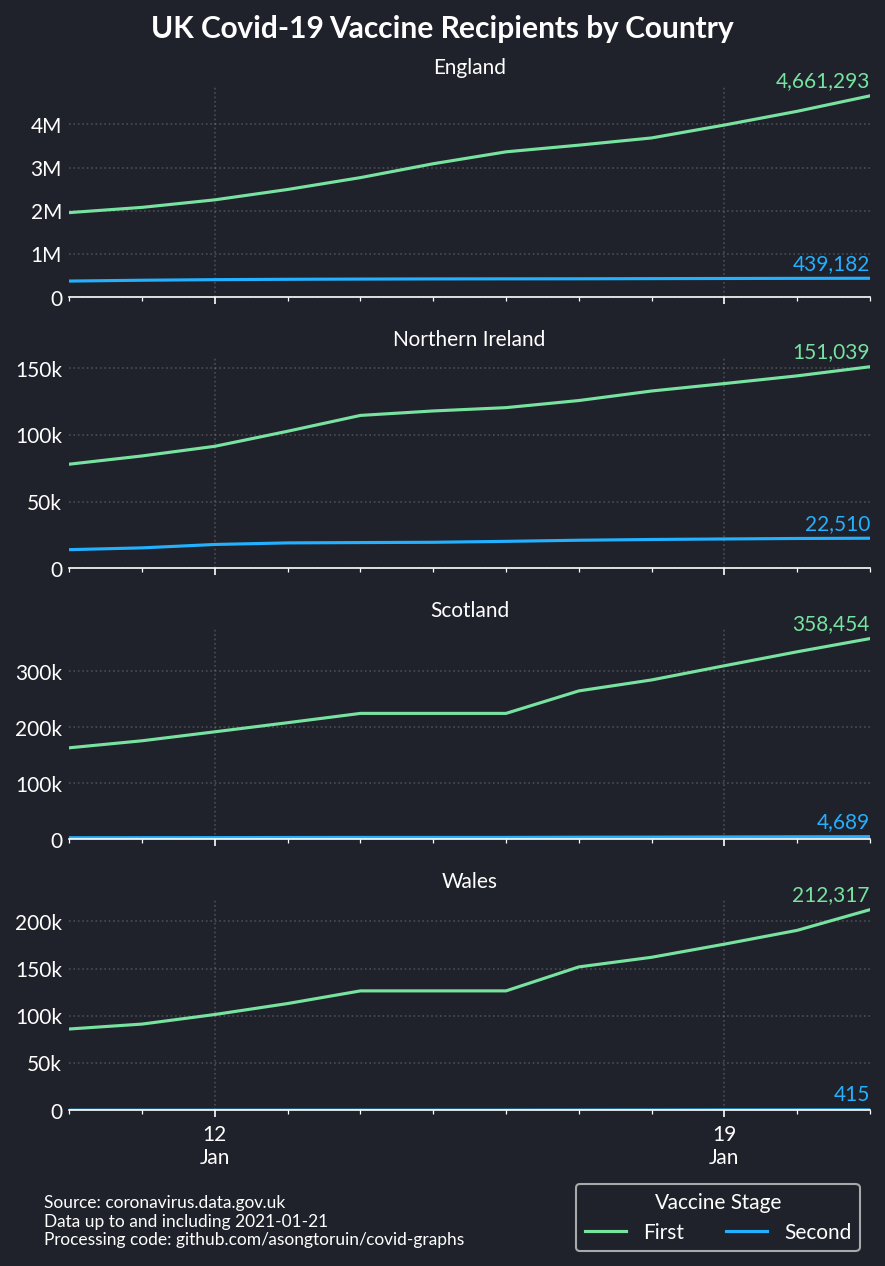 UK Covid-19 Vaccine Recipients by Country
England
4,661,293
4M
3M
2M
1M
439,182
0
Northern Ireland
151,039
150k
100k
50k
22,510
0
Scotland
358,454
300k
200k
100k
4,689
0
Wales
212,317
200k
150k
100k
50k
415
0
12
Jan
19
Jan
Source: coronavirus.data.gov.uk
Data up to and including 2021-01-21
Processing code: github.com/asongtoruin/covid-graphs
Vaccine Stage
First
Second